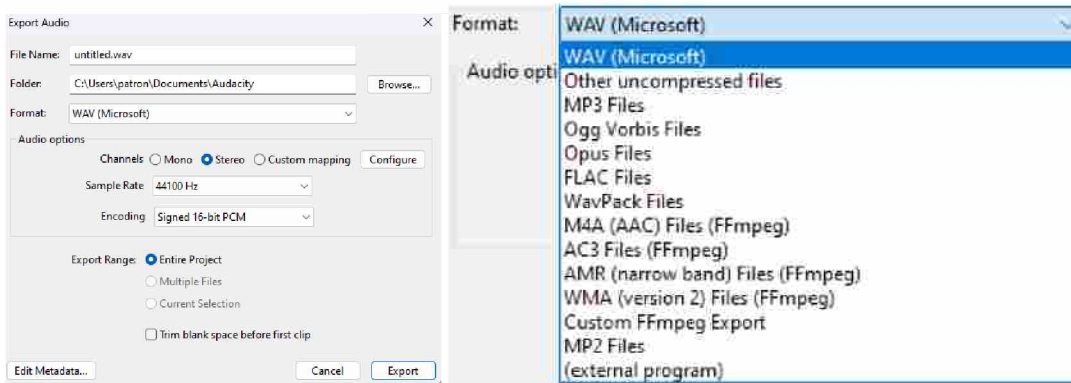 Export Audio
File Name: untitled.wav
Folder: C:\Users\patron\Documents\Audacity Browse...
Format: WAV (Microsoft)
Audio options
Channels Mono Stereo Custom mapping Configure
Sample Rate 44100 Hz
Encoding Signed 16-bit PCM
Export Range: Entire Project
Multiple Files
Current Selection
Trim blank space before first clip
Edit Metadata... Cancel Export
Format: WAV (Microsoft)
WAV (Microsoft)
Audio opti Other uncompressed files
MP3 Files
Ogg Vorbis Files
Opus Files
FLAC Files
WavPack Files
M4A (AAC) Files (FFmpeg)
AC3 Files (FFmpeg)
AMR (narrow band) Files (FFmpeg)
WMA (version 2) Files (FFmpeg)
Custom FFmpeg Export
MP2 Files
(external program)